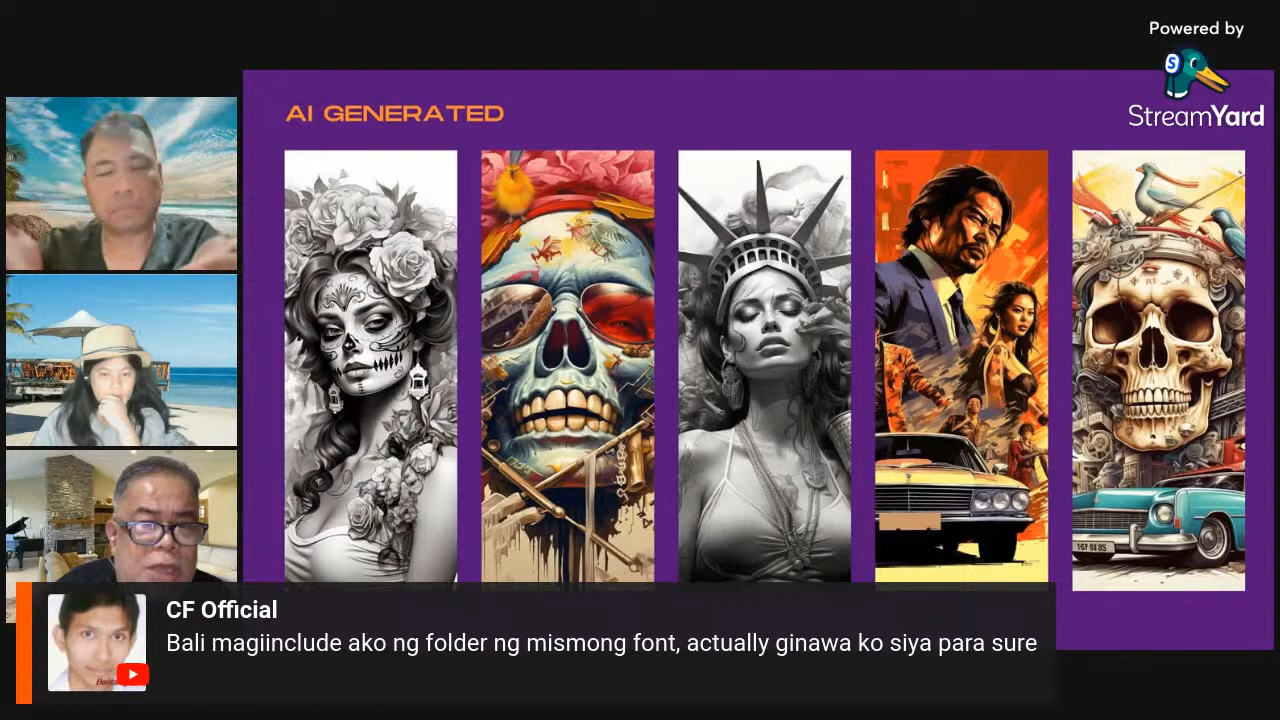 Powered by
StreamYard
AI GENERATED
CF Official
Bali magiinclude ako ng folder ng mismong font, actually ginawa ko siya para sure